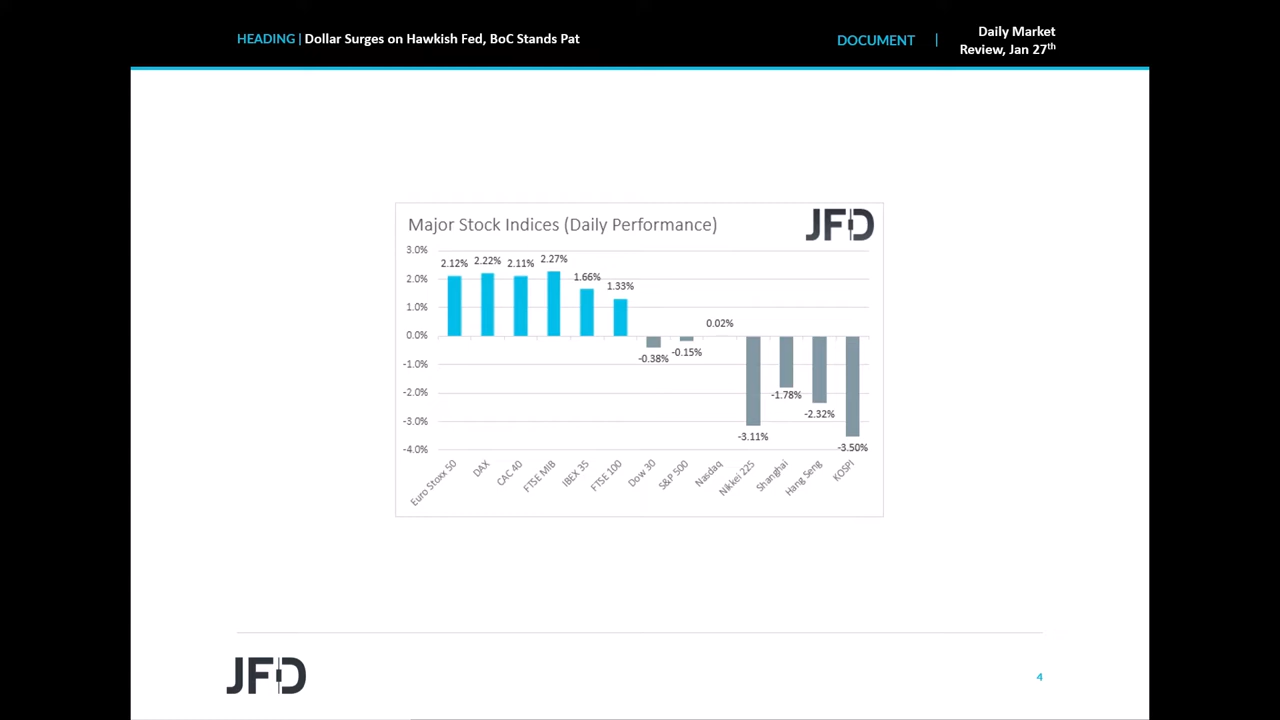 HEADING | Dollar Surges on Hawkish Fed, BoC Stands Pat
DOCUMENT |
Daily Market
Review, Jan 27th
Major Stock Indices (Daily Performance)
JFD
3.0%
2.0%
1.0%
0.0%
-1.0%
-2.0%
-3.0%
-4.0%
2.12%
2.22%
2.11%
2.27%
1.66%
1.33%
-0.38%
-0.15%
0.02%
-3.11%
-1.78%
-2.32%
-3.50%
Euro Stoxx 50
DAX
CAC 40
FTSE MIB
IBEX 35
FTSE 100
Dow 30
S&P 500
Nasdaq
Nikkei 225
Shanghai
Hang Seng
KOSPI
JFD
4